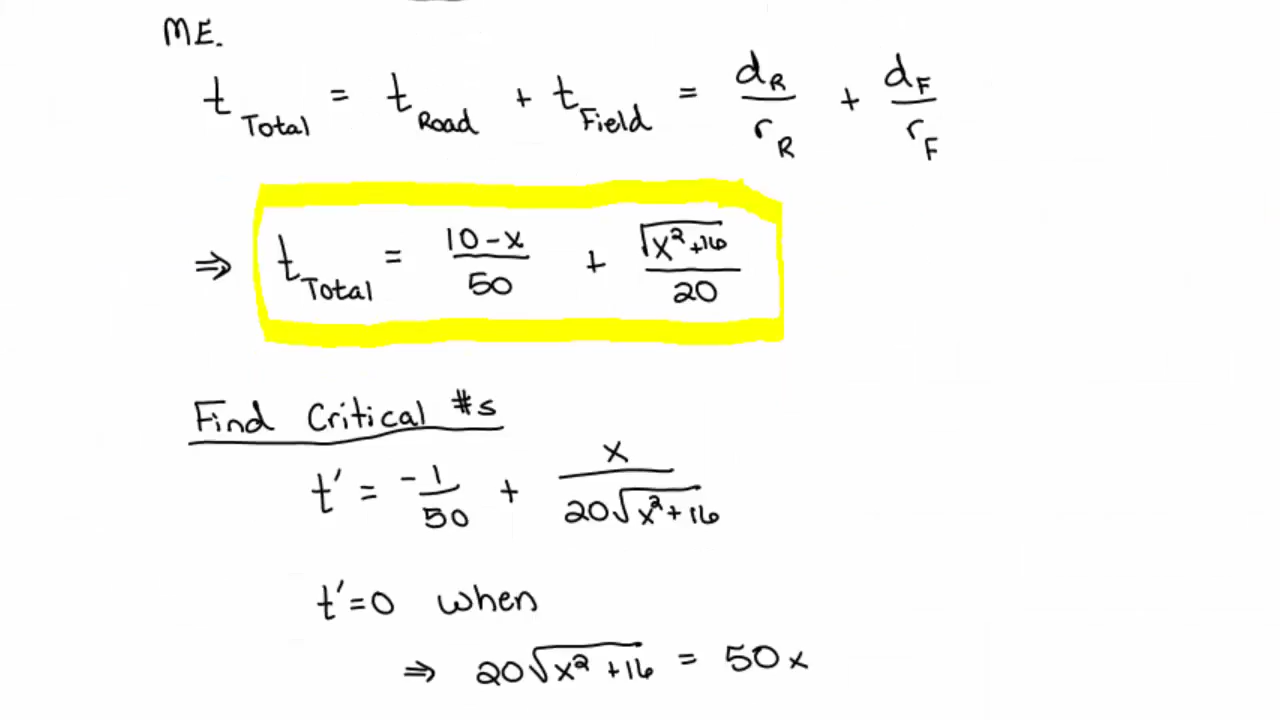 ME.
t_Total = t_Road + t_Field = d_R/r_R + d_F/r_F
⇒ t_Total = (10-x)/50 + √(x²+16)/20
Find Critical #s
t' = -1/50 + x/(20√(x²+16))
t'=0 when
⇒ 20√(x²+16) = 50x